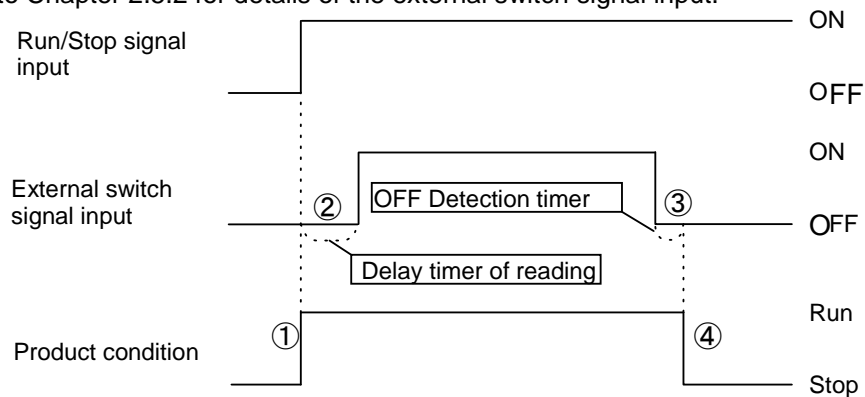 Run/Stop signal
input
ON
OFF
External switch
signal input
ON
OFF
②
OFF Detection timer
③
Delay timer of reading
Product condition
①
④
Run
Stop